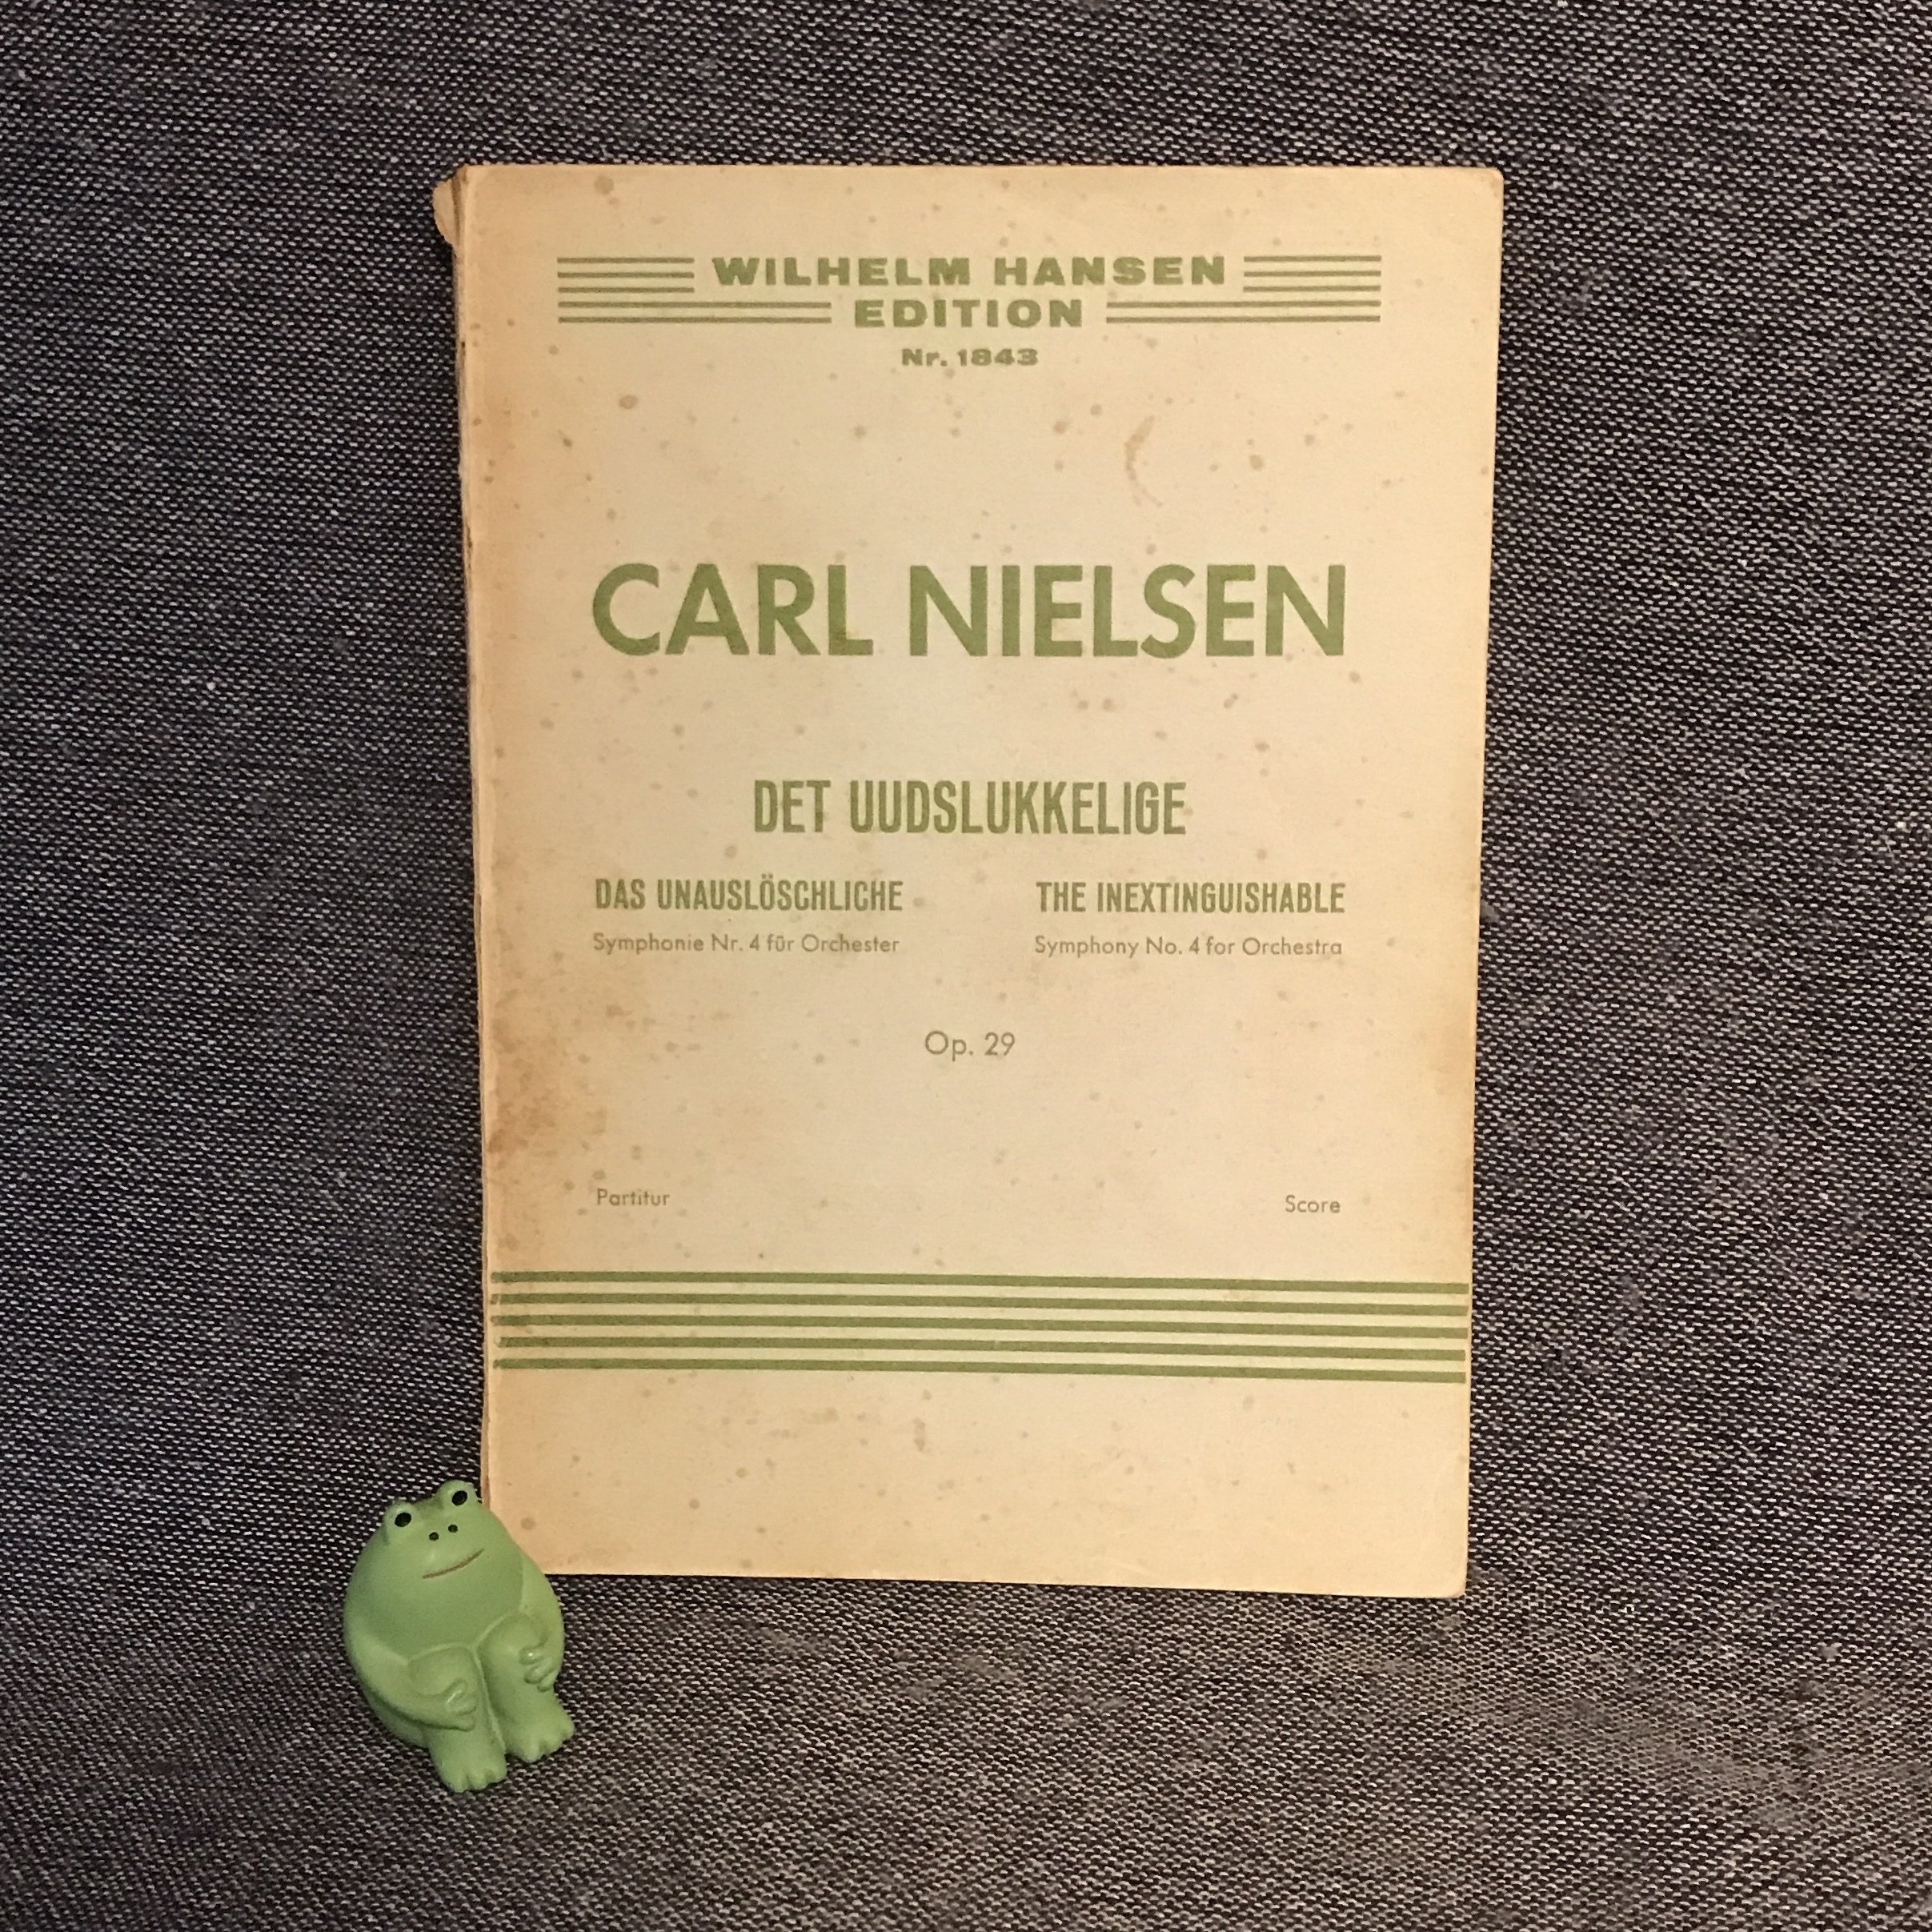 WILHELM HANSEN
EDITION
Nr. 1843
CARL NIELSEN
DET UUDSLUKKELIGE
DAS UNAUSLÖSCHLICHE
Symphonie Nr. 4 für Orchester
THE INEXTINGUISHABLE
Symphony No. 4 for Orchestra
Op. 29
Partitur
Score